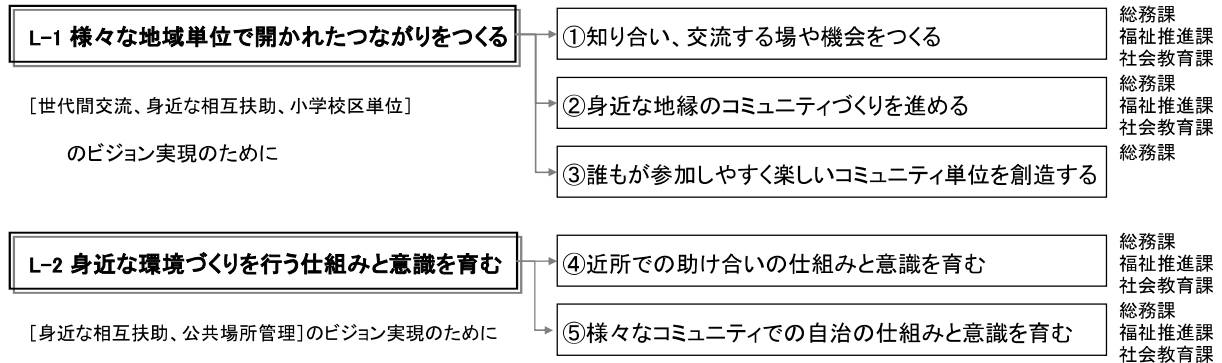 L-1 様々な地域単位で開かれたつながりをつくる
[世代間交流、身近な相互扶助、小学校区単位]
のビジョン実現のために
①知り合い、交流する場や機会をつくる
総務課
福祉推進課
社会教育課
②身近な地縁のコミュニティづくりを進める
総務課
福祉推進課
社会教育課
③誰もが参加しやすく楽しいコミュニティ単位を創造する
総務課
L-2 身近な環境づくりを行う仕組みと意識を育む
[身近な相互扶助、公共場所管理]のビジョン実現のために
④近所での助け合いの仕組みと意識を育む
総務課
福祉推進課
社会教育課
⑤様々なコミュニティでの自治の仕組みと意識を育む
総務課
福祉推進課
社会教育課